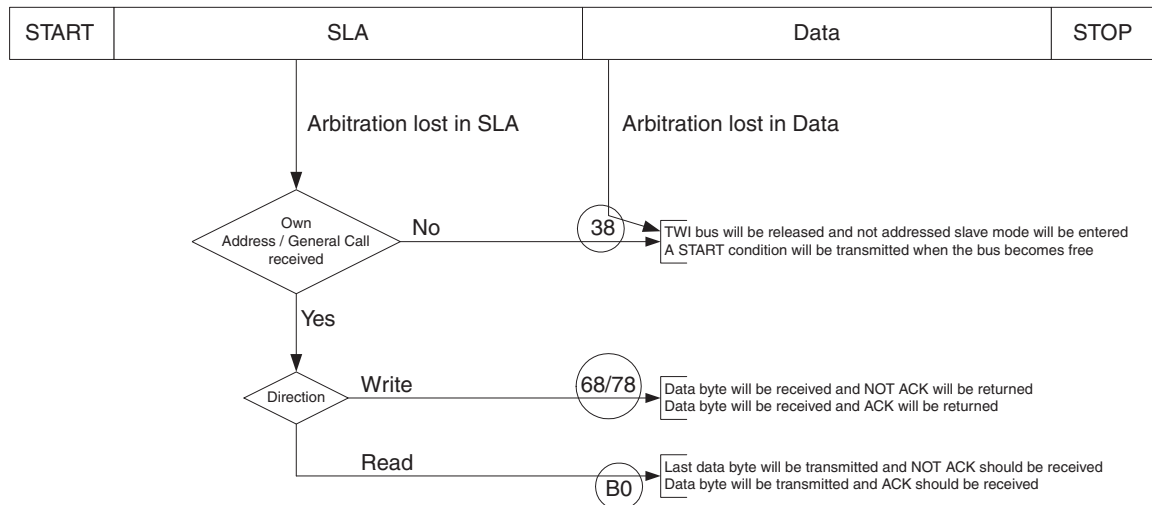 START SLA Data STOP
Arbitration lost in SLA Arbitration lost in Data
Own
Address / General Call
received
No
38
TWI bus will be released and not addressed slave mode will be entered
A START condition will be transmitted when the bus becomes free
Yes
Direction
Write
68/78
Data byte will be received and NOT ACK will be returned
Data byte will be received and ACK will be returned
Read
B0
Last data byte will be transmitted and NOT ACK should be received
Data byte will be transmitted and ACK should be received